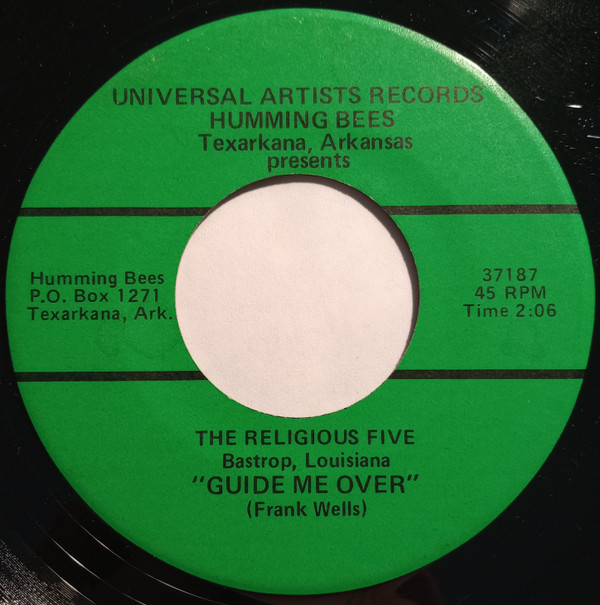 UNIVERSAL ARTISTS RECORDS
HUMMING BEES
Texarkana, Arkansas
presents
Humming Bees
P.O. Box 1271
Texarkana, Ark.
37187
45 RPM
Time 2:06
THE RELIGIOUS FIVE
Bastrop, Louisiana
"GUIDE ME OVER"
(Frank Wells)